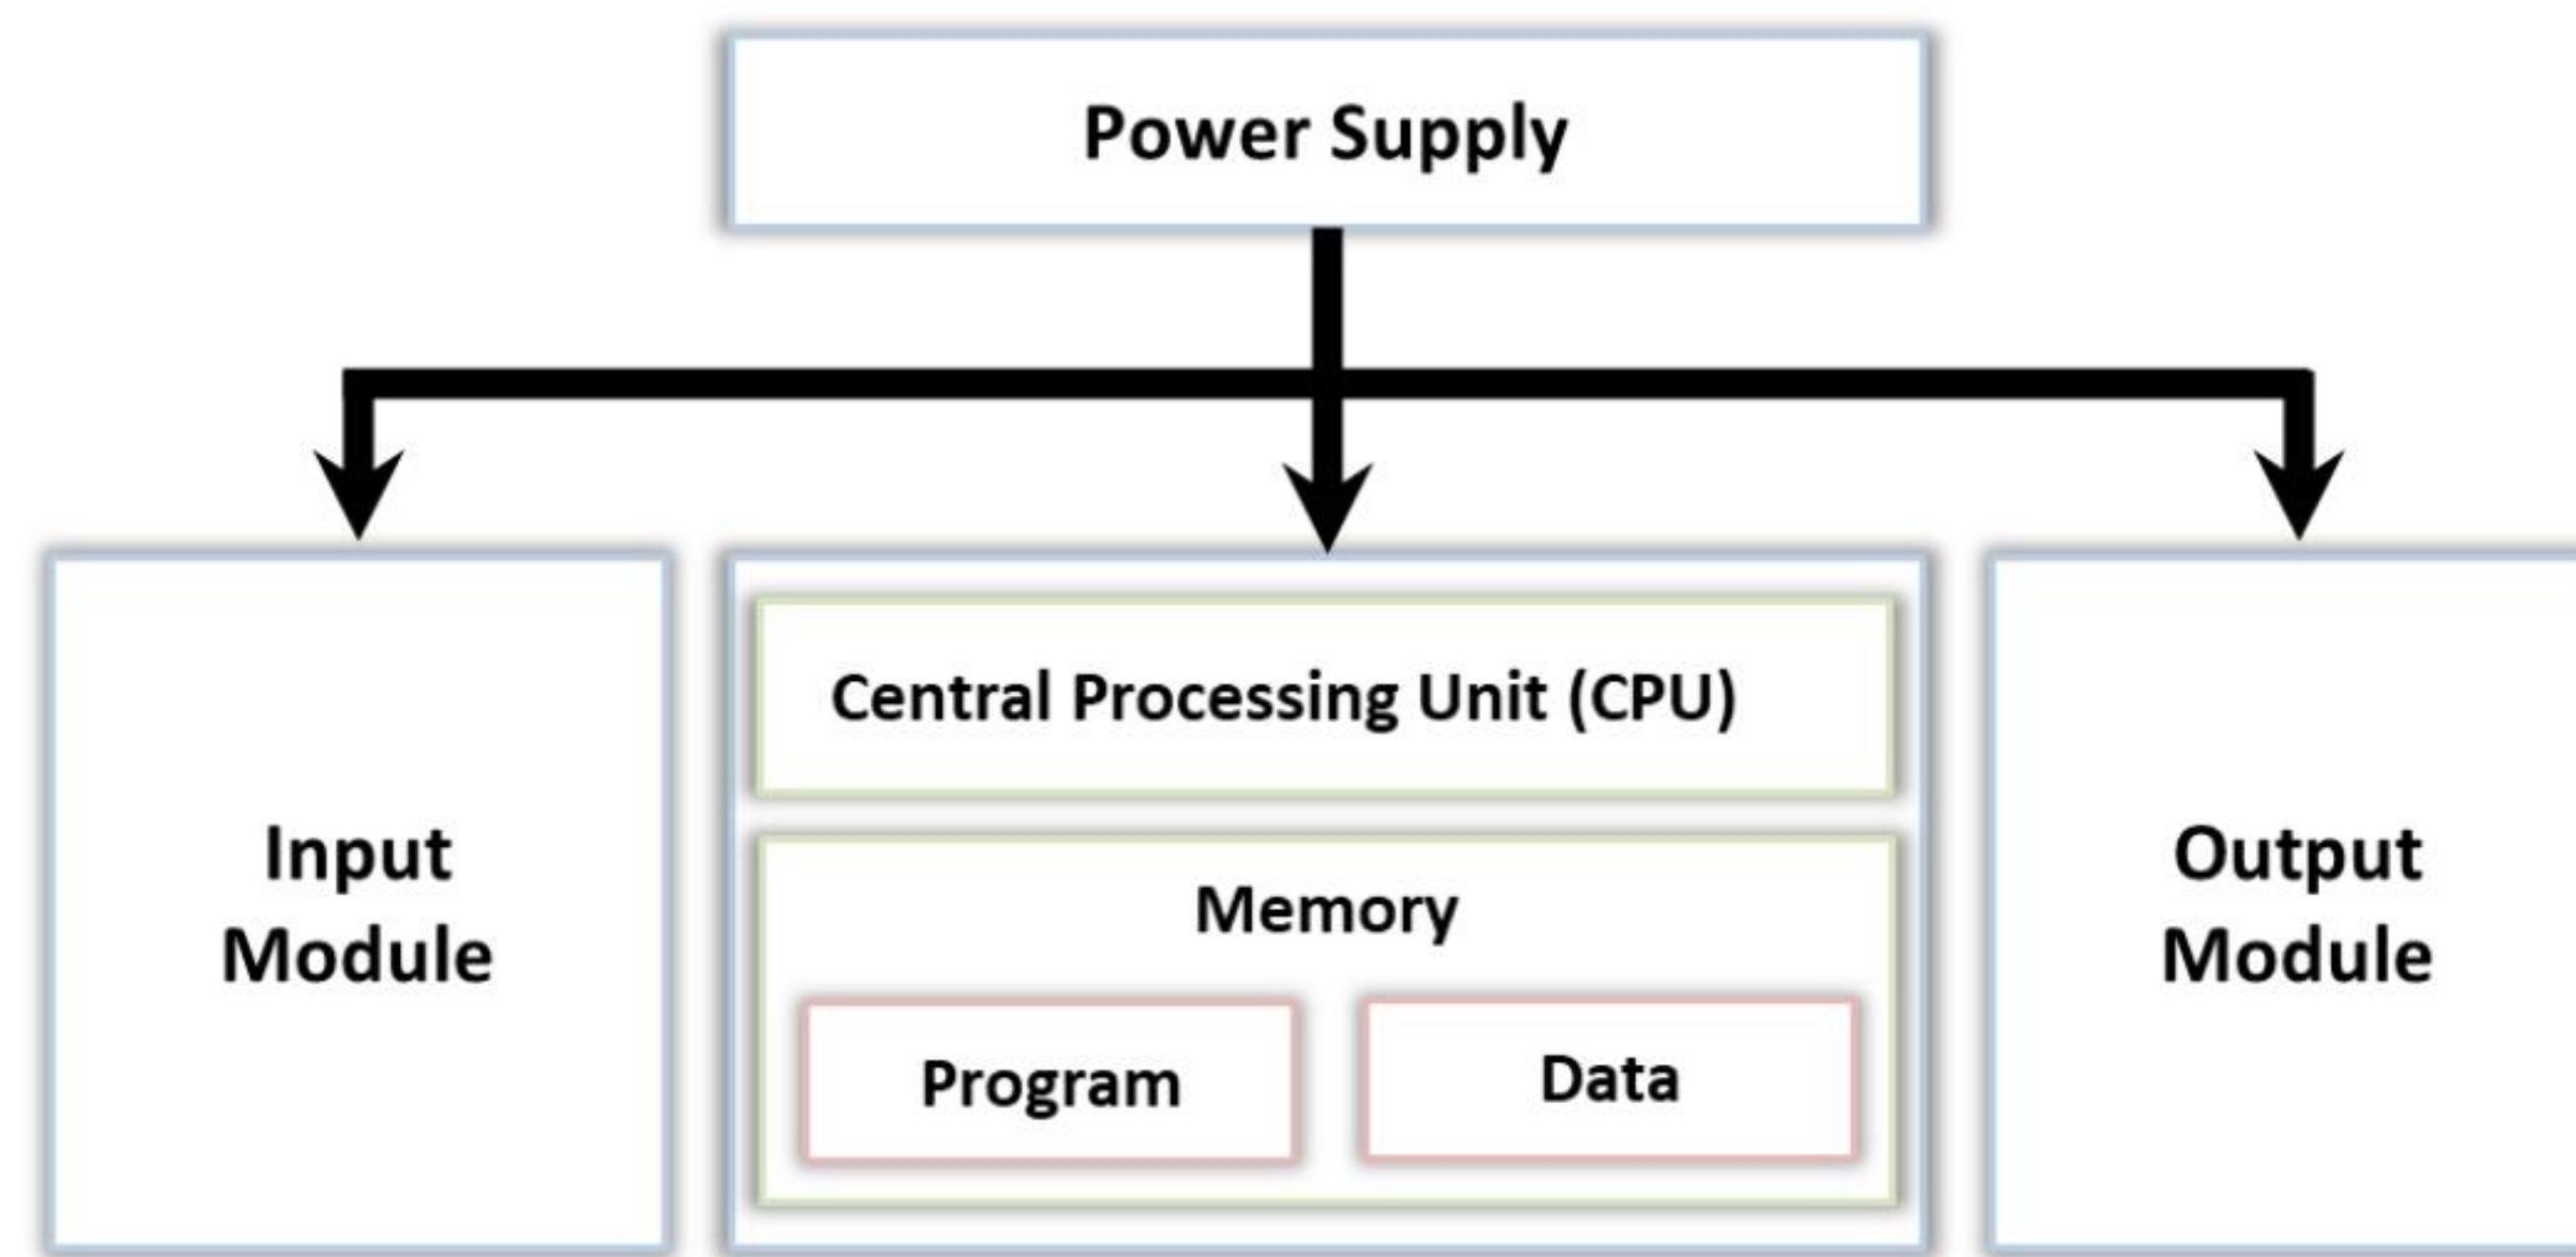 Power Supply
Input
Module
Central Processing Unit (CPU)
Memory
Program
Data
Output
Module